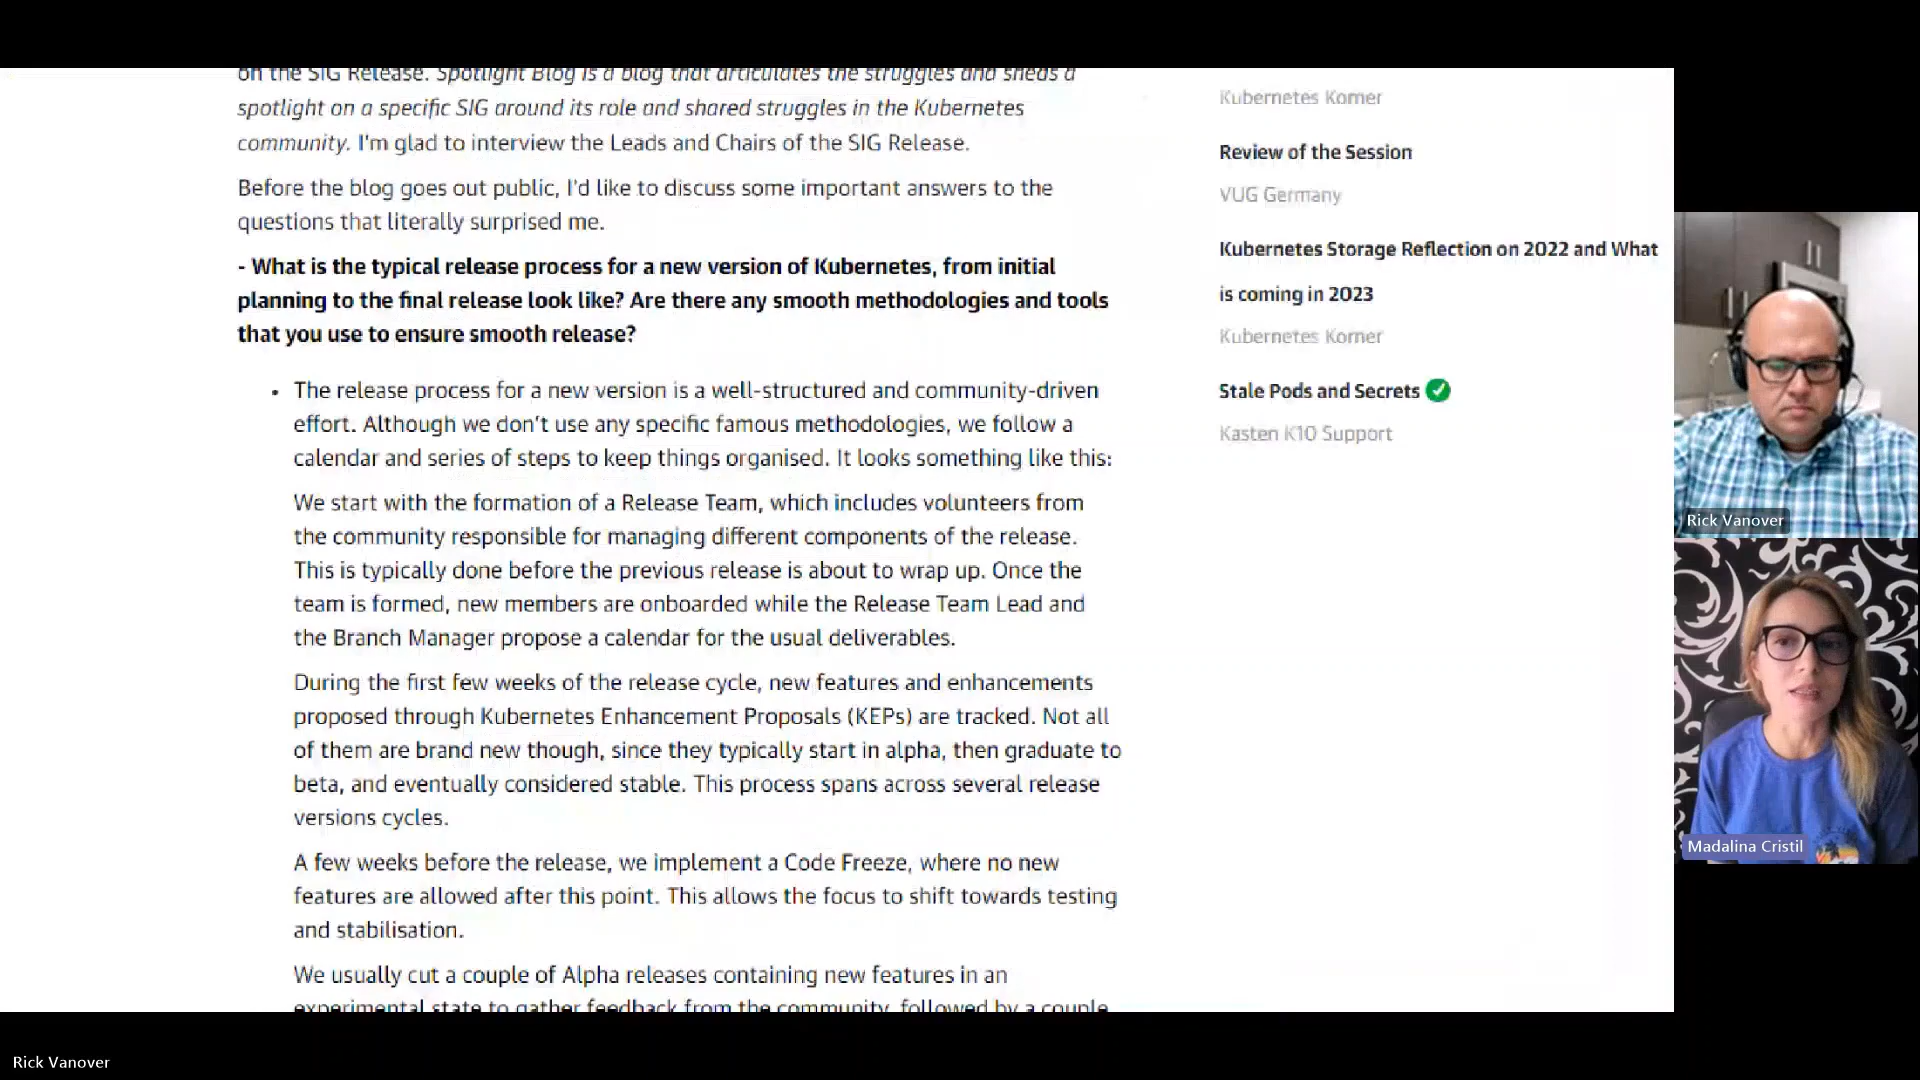 on the SIG Release. Spotlight Blog is a blog that articulates the struggles and sheds a
spotlight on a specific SIG around its role and shared struggles in the Kubernetes
community. I'm glad to interview the Leads and Chairs of the SIG Release.
Before the blog goes out public, I'd like to discuss some important answers to the
questions that literally surprised me.
- What is the typical release process for a new version of Kubernetes, from initial
planning to the final release look like? Are there any smooth methodologies and tools
that you use to ensure smooth release?
• The release process for a new version is a well-structured and community-driven
effort. Although we don't use any specific famous methodologies, we follow a
calendar and series of steps to keep things organised. It looks something like this:
We start with the formation of a Release Team, which includes volunteers from
the community responsible for managing different components of the release.
This is typically done before the previous release is about to wrap up. Once the
team is formed, new members are onboarded while the Release Team Lead and
the Branch Manager propose a calendar for the usual deliverables.
During the first few weeks of the release cycle, new features and enhancements
proposed through Kubernetes Enhancement Proposals (KEPs) are tracked. Not all
of them are brand new though, since they typically start in alpha, then graduate to
beta, and eventually considered stable. This process spans across several release
versions cycles.
A few weeks before the release, we implement a Code Freeze, where no new
features are allowed after this point. This allows the focus to shift towards testing
and stabilisation.
We usually cut a couple of Alpha releases containing new features in an
experimental state to gather feedback from the community, followed by a couple
Kubernetes Korner
Review of the Session
VUG Germany
Kubernetes Storage Reflection on 2022 and What
is coming in 2023
Kubernetes Korner
Stale Pods and Secrets
Kasten K10 Support
Rick Vanover
Madalina Cristil
Rick Vanover